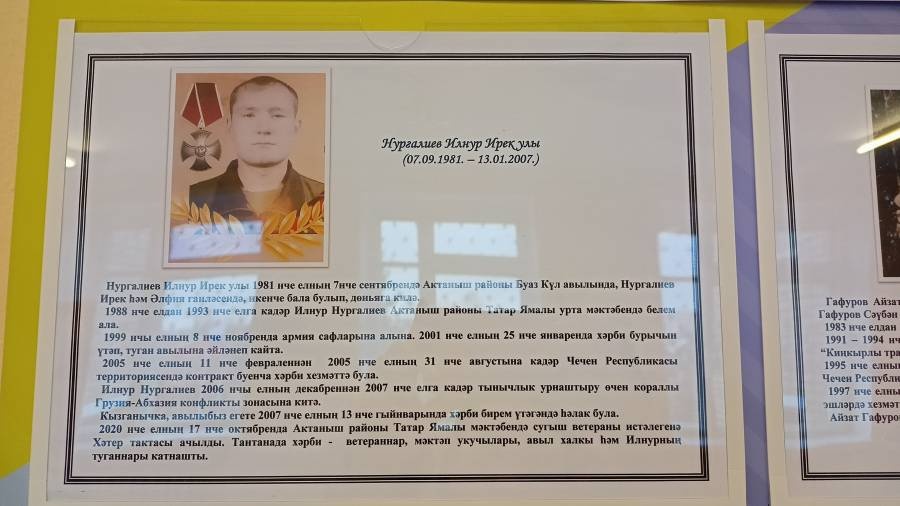 Нургалиев Илнур Ирек улы
(07.09.1981. – 13.01.2007.)
Нургалиев Илнур Ирек улы 1981 нче елның 7нче сентябрендә Актаныш районы Буаз Күл авылында, Нургалиев
Ирек һәм Әлфия гаиләсендә, икенче бала булып, дөньяга килә.
1988 нче елдан 1993 нче елга кадәр Илнур Нургалиев Актаныш районы Татар Ямалы урта мәктәбендә белем
ала.
1999 нчы елның 8 нче ноябренда армия сафларына алына. 2001 нче елның 25 нче январенда хәрби бурычын
үтәп, туган авылына әйләнеп кайта.
2005 нче елның 11 нче февраленнән 2005 нче елның 31 нче августына кадәр Чечен Республикасы
территориясендә контракт буенча хәрби хезмәттә була.
Илнур Нургалиев 2006 нчы елның декабреннән 2007 нче елга кадәр тынычлык урнаштыру өчен кораллы
Грузия-Абхазия конфликты зонасына китә.
Кызганычка, авылыбыз егете 2007 нче елның 13 нче гыйнварында хәрби бирем үтәгәндә һәлак була.
2020 нче елның 17 нче октябрендә Актаныш районы Татар Ямалы мәктәбендә сугыш ветераны истәлегенә
Хәтер тактасы ачылды. Тантанада хәрби - ветераннар, мәктәп укучылары, авыл халкы һәм Илнурның
туганнары катнашты.
Гафуров Айзат
Гафуров Сәүбән
1983 нче елдан
1991 – 1994 нч
“Кинкырлы тра
1995 нче елның
Чечен Республи
1997 нче елны
эшләрдә хезмәт
Айзат Гафуро